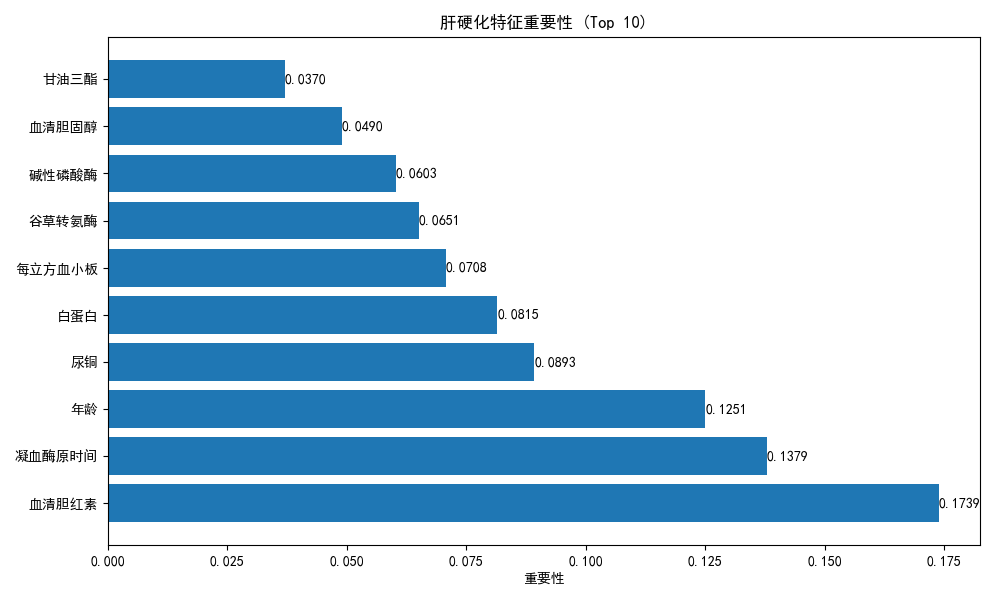 肝硬化特征重要性 (Top 10)
甘油三酯 0.0370
血清胆固醇 0.0490
碱性磷酸酶 0.0603
谷草转氨酶 0.0651
每立方血小板 0.0708
白蛋白 0.0815
尿铜 0.0893
年龄 0.1251
凝血酶原时间 0.1379
血清胆红素 0.1739
0.000 0.025 0.050 0.075 0.100 0.125 0.150 0.175
重要性